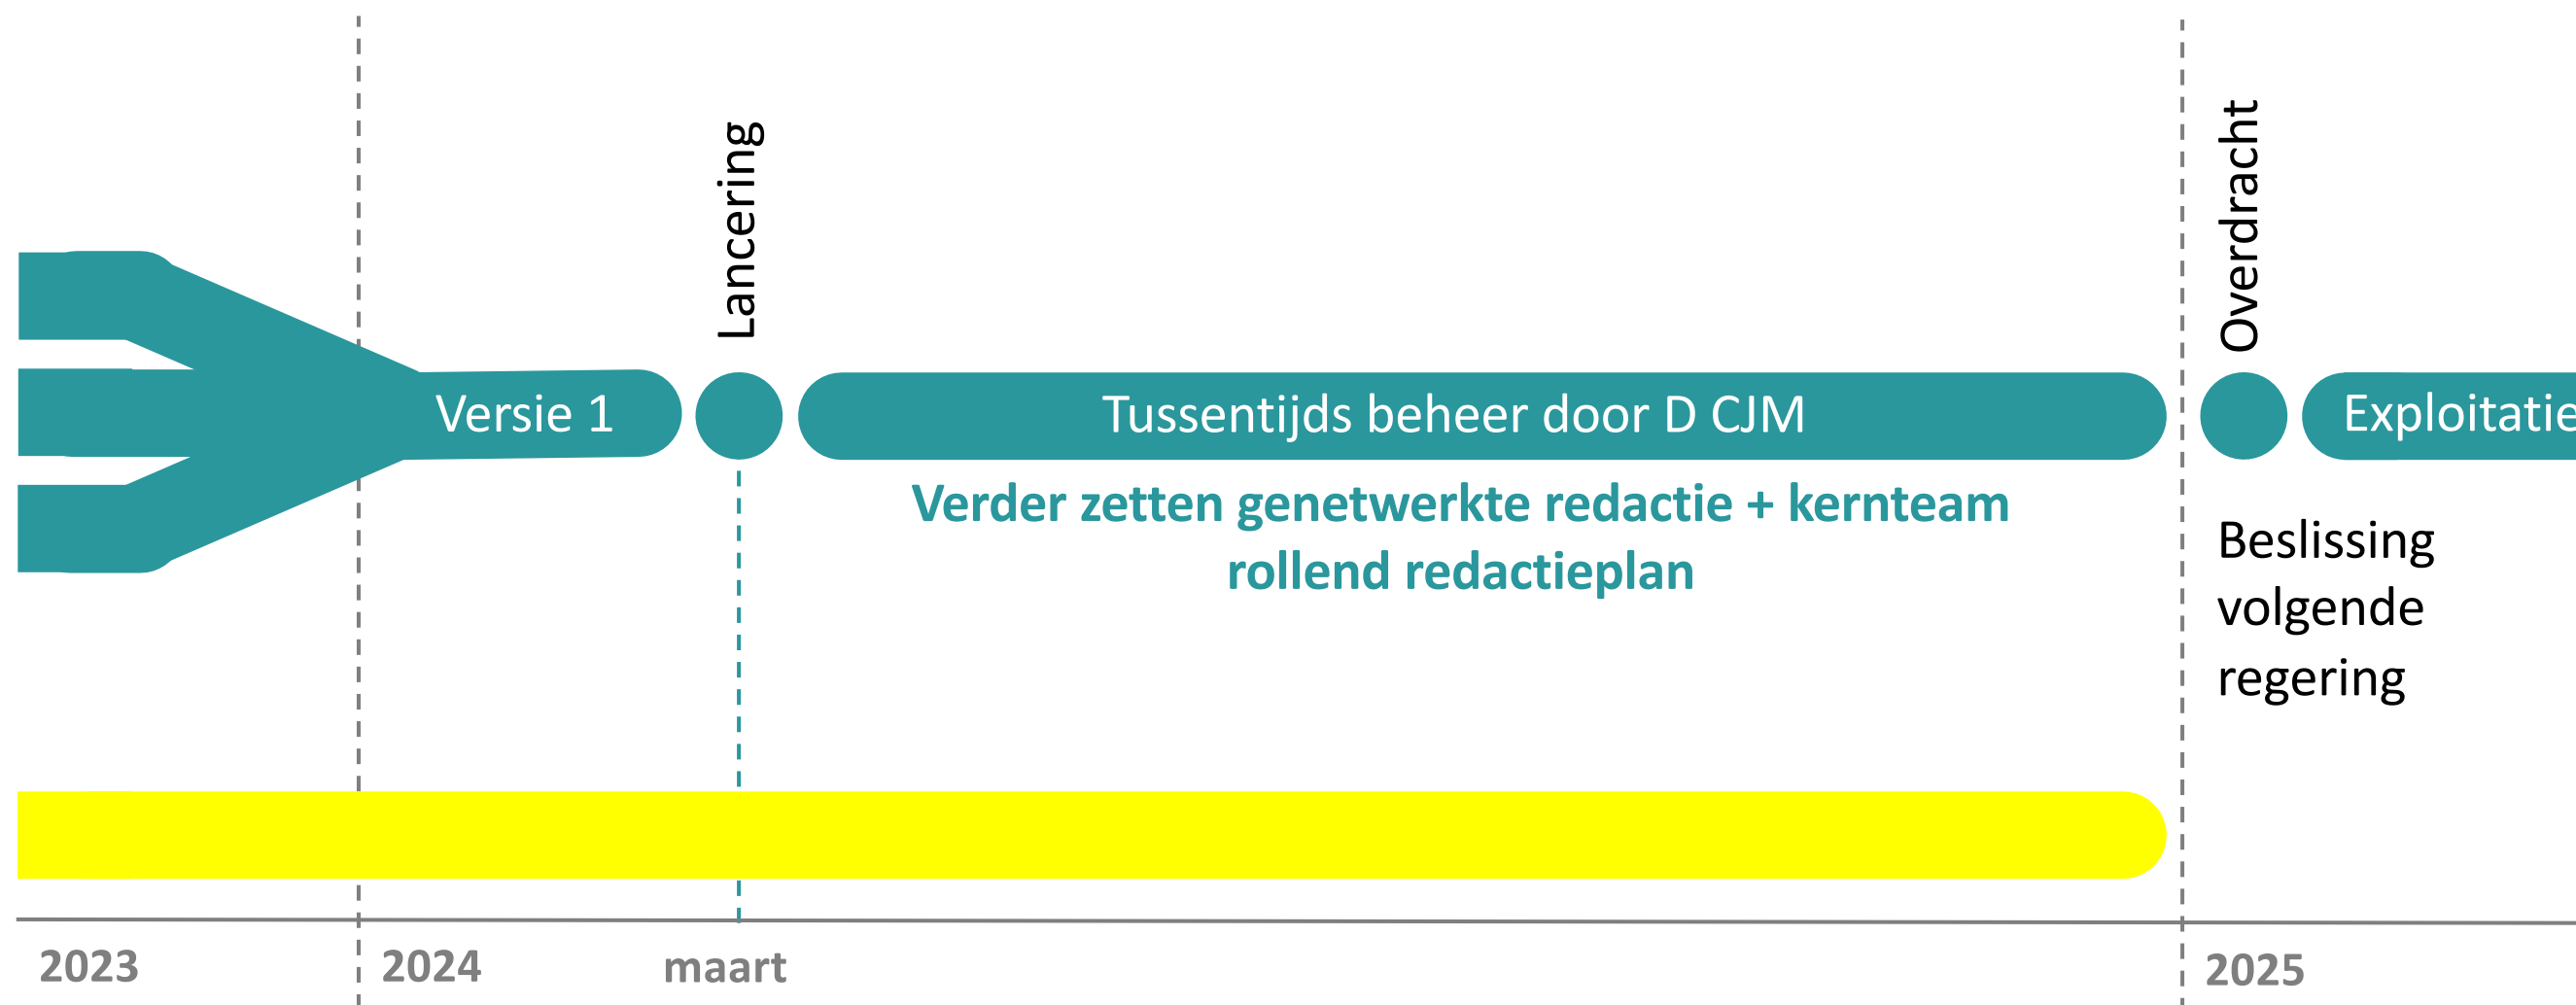 Lancering
Overdracht
Versie 1
Tussentijds beheer door D CJM
Exploitatie
Verder zetten genetwerkte redactie + kernteam
rollend redactieplan
Beslissing
volgende
regering
2023
2024
maart
2025